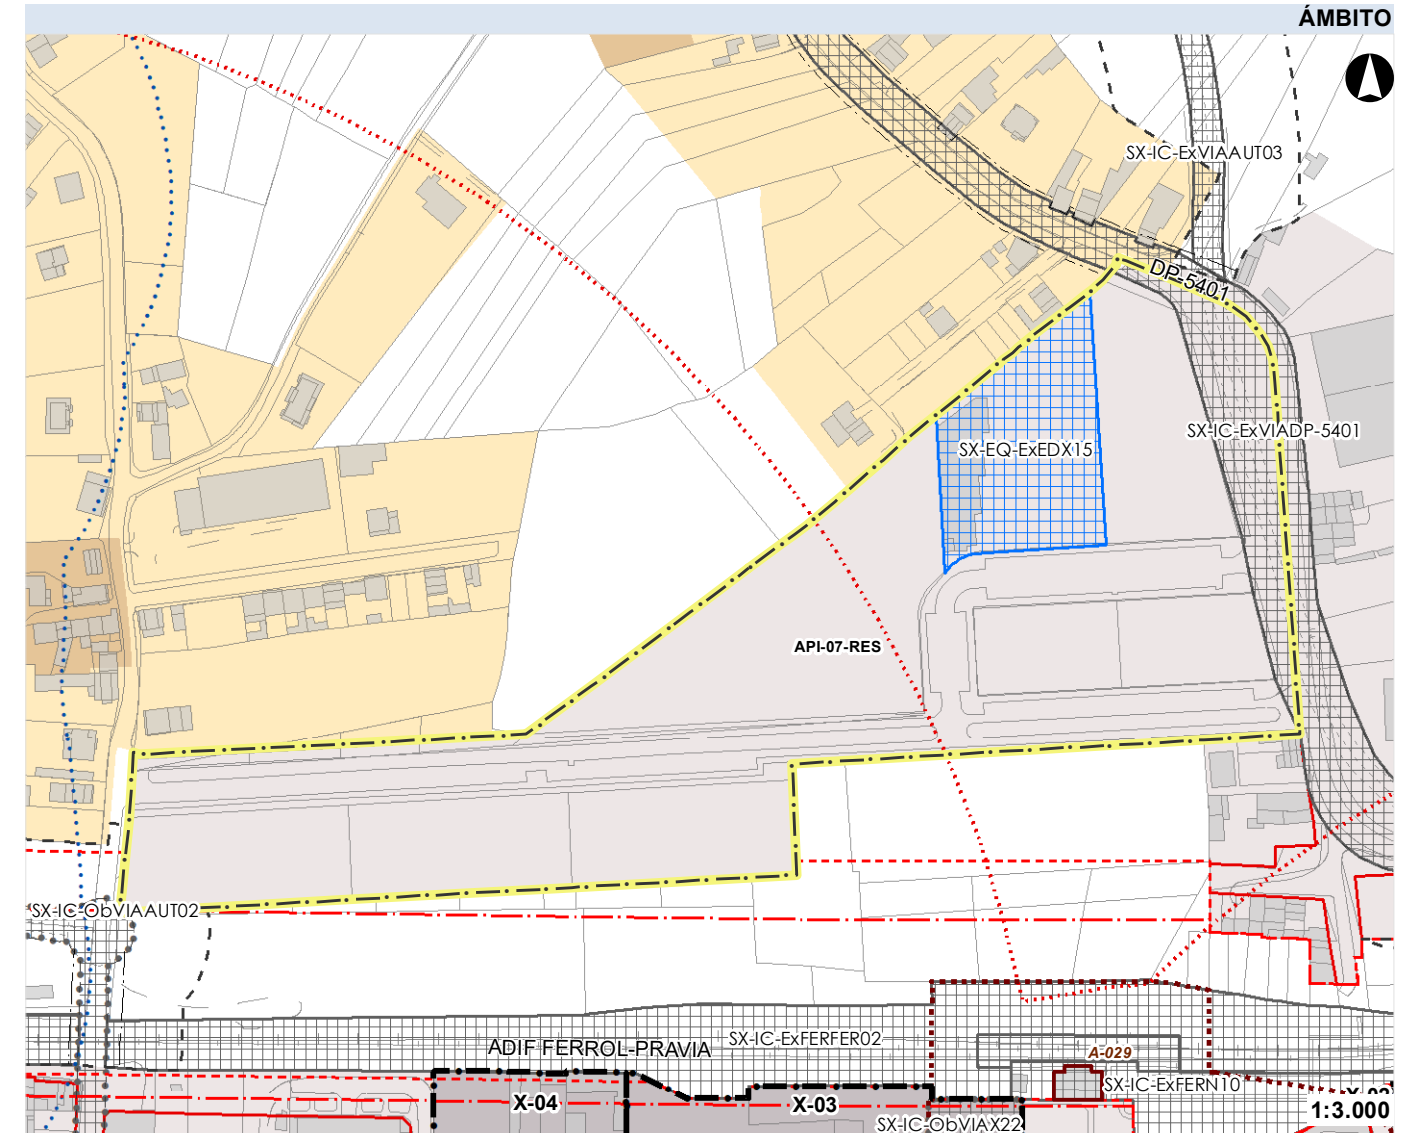 ÁMBITO
SX-IC-ExVIAAUT03
DP-5401
SX-IC-ExVIADP-5401
SX-EQ-ExEDX15
API-07-RES
SX-IC-ObVIAAUT02
SX-IC-ExFERFER02
ADIF FERROL-PRAVIA
A-029
SX-IC-ExFERN10
X-04
X-03
1:3.000
SX-IC-ObVIAX22